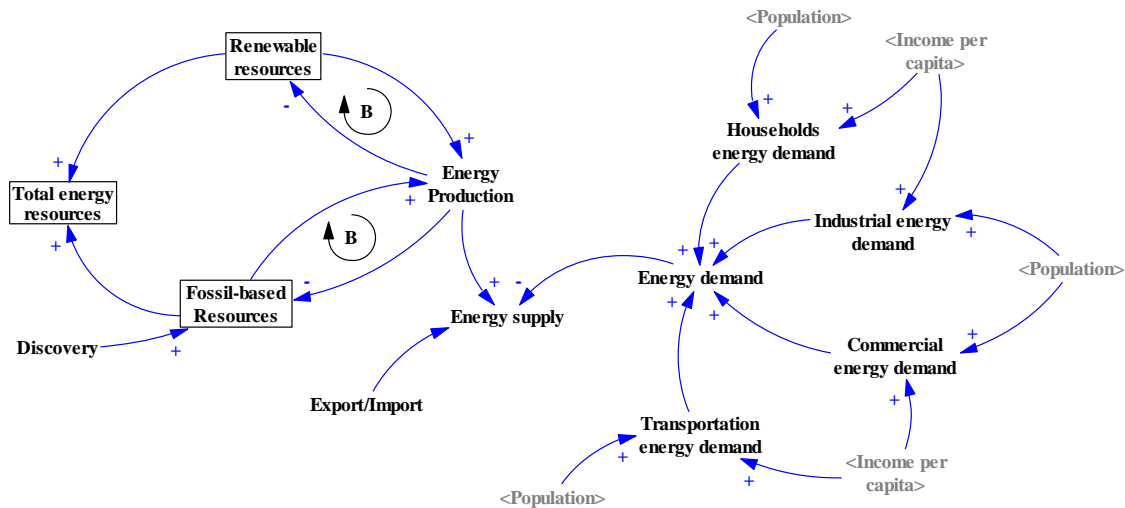 <Population>
<Income per
capita>
Renewable
resources
B
-
+
+
+
Households
energy demand
+
Energy
Production
Total energy
resources
+
+
B
+
+
Industrial energy
demand
+
+
+
<Population>
Energy demand
-
Fossil-based
Resources
+
-
+
+
Energy supply
Discovery
+
+
Commercial
energy demand
+
Export/Import
Transportation
energy demand
+
+
<Income per
capita>
<Population>